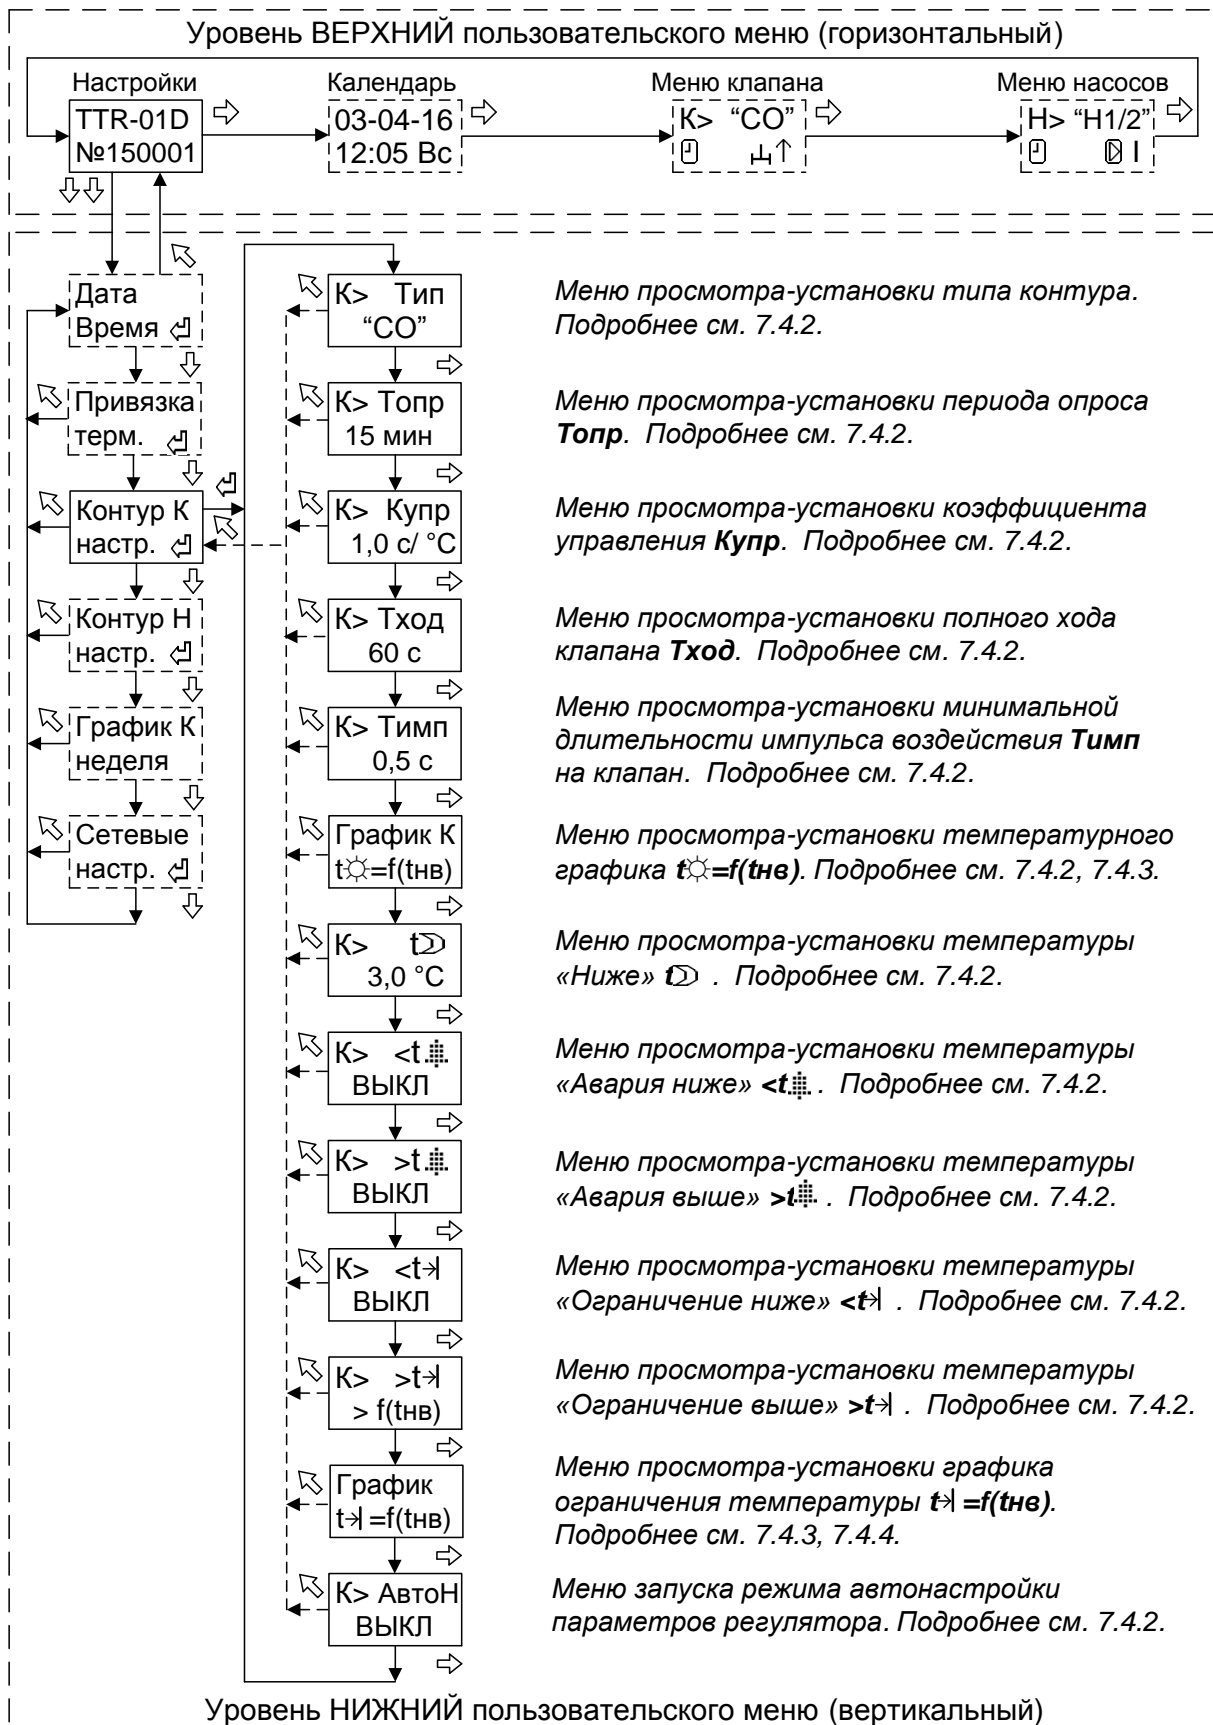 Уровень ВЕРХНИЙ пользовательского меню (горизонтальный)
Настройки
TTR-01D
№150001
Календарь
03-04-16
12:05 Вс
Меню клапана
К> “СО”
Меню насосов
Н> “Н1/2”
I
Дата
Время
Привязка
терм.
Контур К
настр.
Контур Н
настр.
График К
неделя
Сетевые
настр.
К> Тип
“СО”
Меню просмотра-установки типа контура.
Подробнее см. 7.4.2.
К> Топр
15 мин
Меню просмотра-установки периода опроса
Топр. Подробнее см. 7.4.2.
К> Купр
1,0 с/ °С
Меню просмотра-установки коэффициента
управления Купр. Подробнее см. 7.4.2.
К> Тход
60 с
Меню просмотра-установки полного хода
клапана Тход. Подробнее см. 7.4.2.
К> Тимп
0,5 с
Меню просмотра-установки минимальной
длительности импульса воздействия Тимп
на клапан. Подробнее см. 7.4.2.
График К
t☼=f(tнв)
Меню просмотра-установки температурного
графика t☼=f(tнв). Подробнее см. 7.4.2, 7.4.3.
К> t
3,0 °С
Меню просмотра-установки температуры
«Ниже» t . Подробнее см. 7.4.2.
К> <t
ВЫКЛ
Меню просмотра-установки температуры
«Авария ниже» <t . Подробнее см. 7.4.2.
К> >t
ВЫКЛ
Меню просмотра-установки температуры
«Авария выше» >t . Подробнее см. 7.4.2.
К> <t
ВЫКЛ
Меню просмотра-установки температуры
«Ограничение ниже» <t . Подробнее см. 7.4.2.
К> >t
> f(tнв)
Меню просмотра-установки температуры
«Ограничение выше» >t . Подробнее см. 7.4.2.
График
t =f(tнв)
Меню просмотра-установки графика
ограничения температуры t =f(tнв).
Подробнее см. 7.4.3, 7.4.4.
К> АвтоН
ВЫКЛ
Меню запуска режима автонастройки
параметров регулятора. Подробнее см. 7.4.2.
Уровень НИЖНИЙ пользовательского меню (вертикальный)